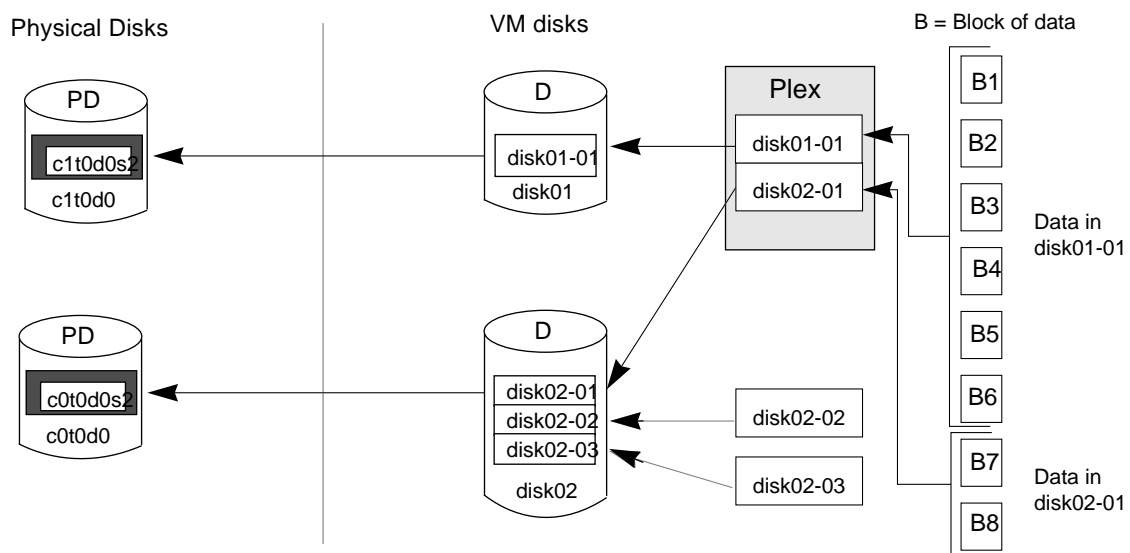 Physical Disks
VM disks
B = Block of data
PD
c1t0d0s2
c1t0d0
D
disk01-01
disk01
Plex
disk01-01
disk02-01
B1
B2
B3
B4
B5
B6
Data in
disk01-01
PD
c0t0d0s2
c0t0d0
D
disk02-01
disk02-02
disk02-03
disk02
disk02-02
disk02-03
B7
B8
Data in
disk02-01